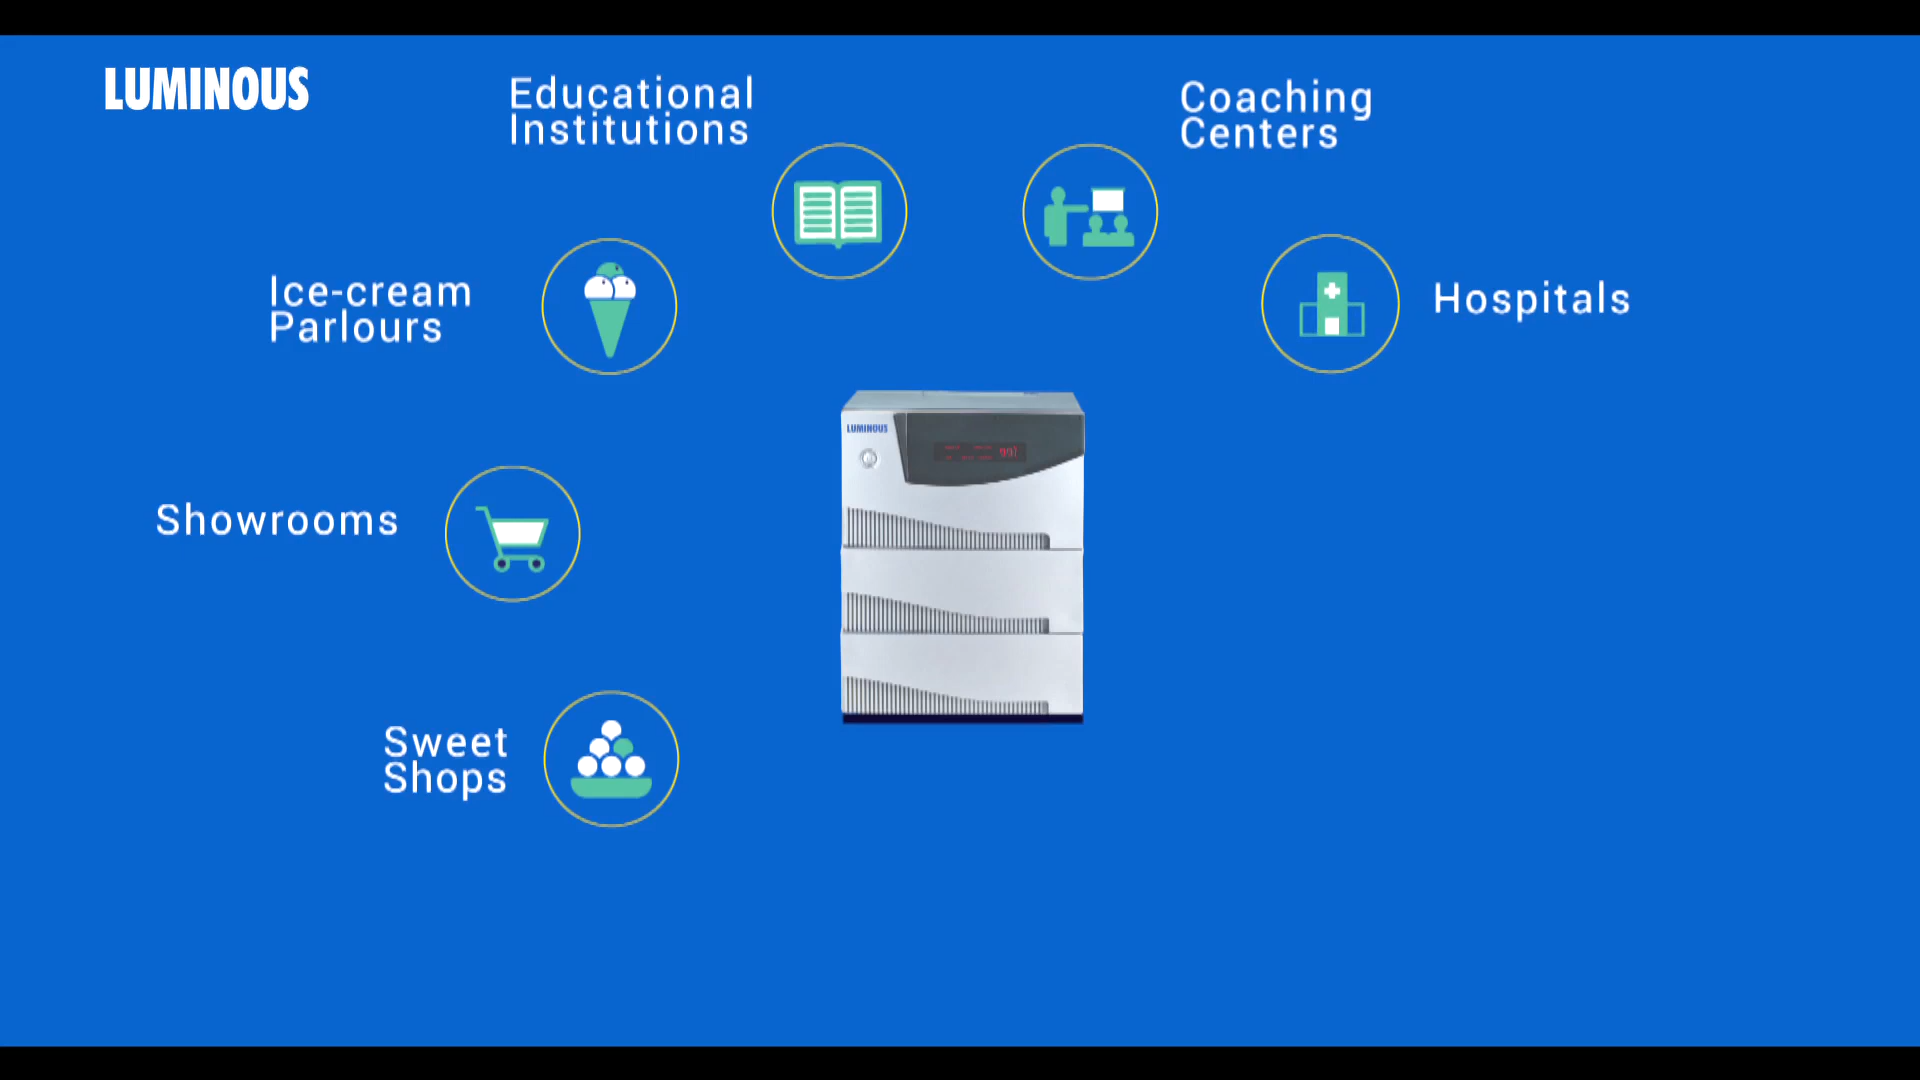 LUMINOUS
Educational
Institutions
Coaching
Centers
Ice-cream
Parlours
Hospitals
LUMINOUS
Showrooms
Sweet
Shops